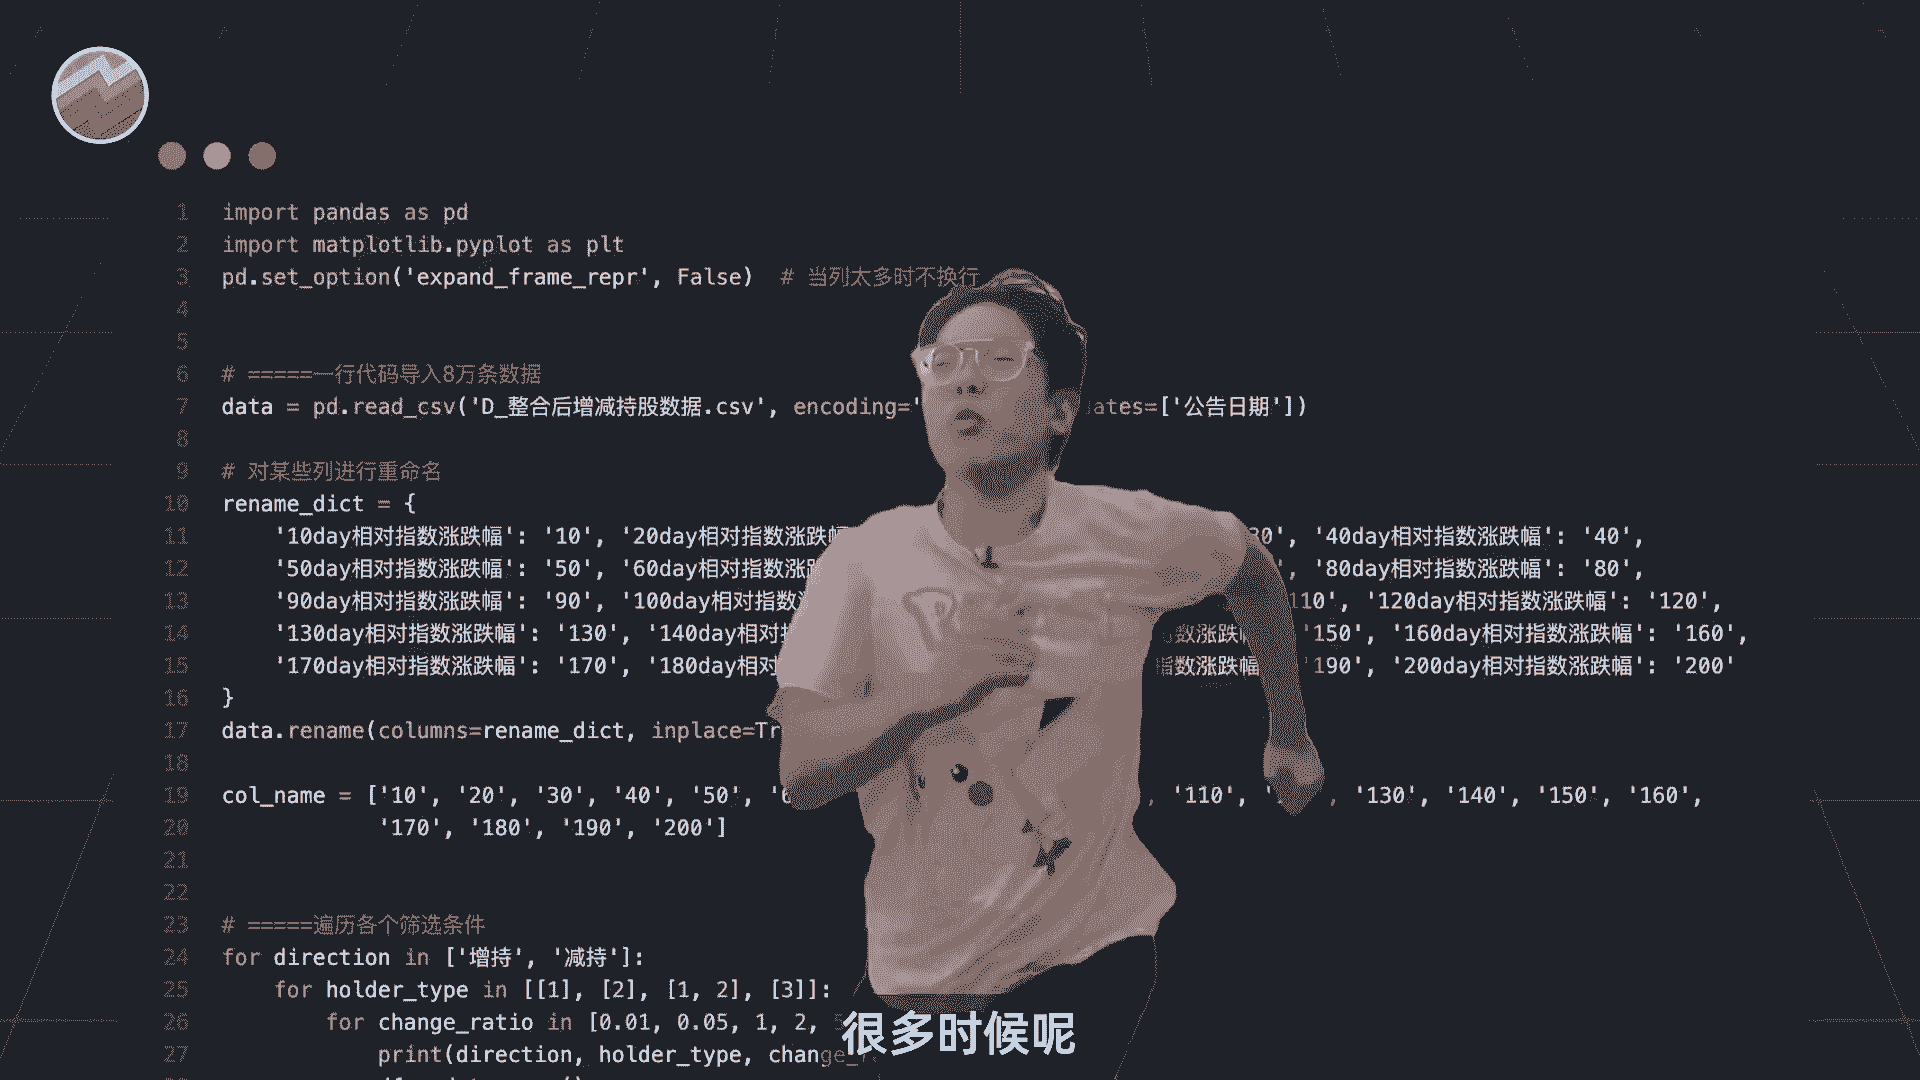 1 import pandas as pd
2 import matplotlib.pyplot as plt
3 pd.set_option('expand_frame_repr', False)  # 当列太多时不换行
4
5
6 # =====一行代码导入8万条数据
7 data = pd.read_csv('D_整合后增减持股数据.csv', encoding=' ates=['公告日期'])
8
9 # 对某些列进行重命名
10 rename_dict = {
11     '10day相对指数涨跌幅': '10', '20day相对指数涨跌幅 30', '40day相对指数涨跌幅': '40',
12     '50day相对指数涨跌幅': '50', '60day相对指数涨跌 ', '80day相对指数涨跌幅': '80',
13     '90day相对指数涨跌幅': '90', '100day相对指数 110', '120day相对指数涨跌幅': '120',
14     '130day相对指数涨跌幅': '130', '140day相对 数涨跌 '150', '160day相对指数涨跌幅': '160',
15     '170day相对指数涨跌幅': '170', '180day相对 指数涨跌幅 '190', '200day相对指数涨跌幅': '200'
16 }
17 data.rename(columns=rename_dict, inplace=Tr
18
19 col_name = ['10', '20', '30', '40', '50', ' , '110', ' , '130', '140', '150', '160',
20             '170', '180', '190', '200']
21
22
23 # =====遍历各个筛选条件
24 for direction in ['增持', '减持']:
25     for holder_type in [[1], [2], [1, 2], [3]]:
26         for change_ratio in [0.01, 0.05, 1, 2,
27             print(direction, holder_type, change_
很多时候呢